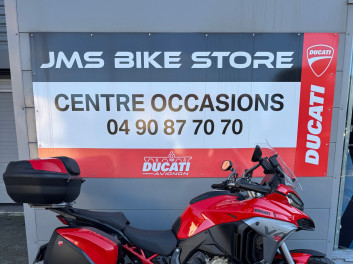 JMS BIKE STORE
DUCATI
CENTRE OCCASIONS
04 90 87 70 70
DUCATI
DUCATI
AVIGNON